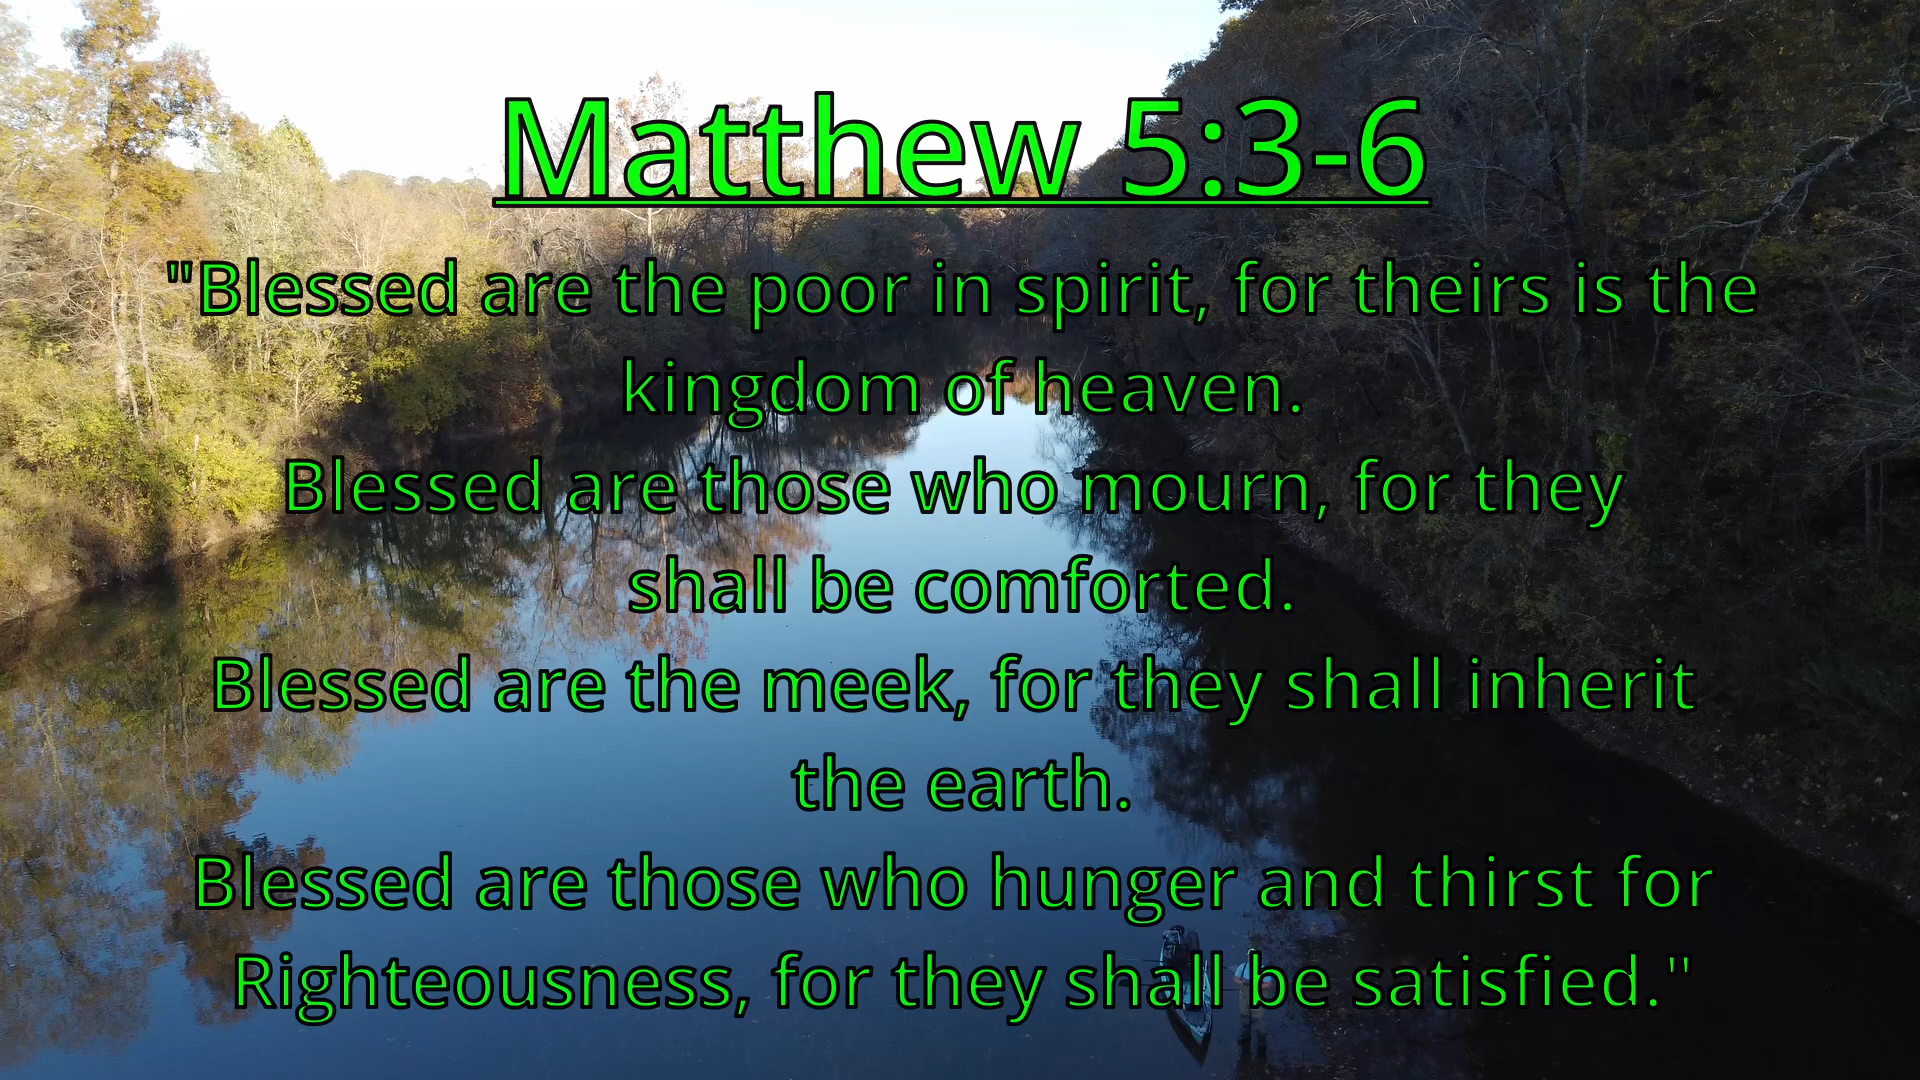 Matthew 5:3-6
"Blessed are the poor in spirit, for theirs is the
kingdom of heaven.
Blessed are those who mourn, for they
shall be comforted.
Blessed are the meek, for they shall inherit
the earth.
Blessed are those who hunger and thirst for
Righteousness, for they shall be satisfied."